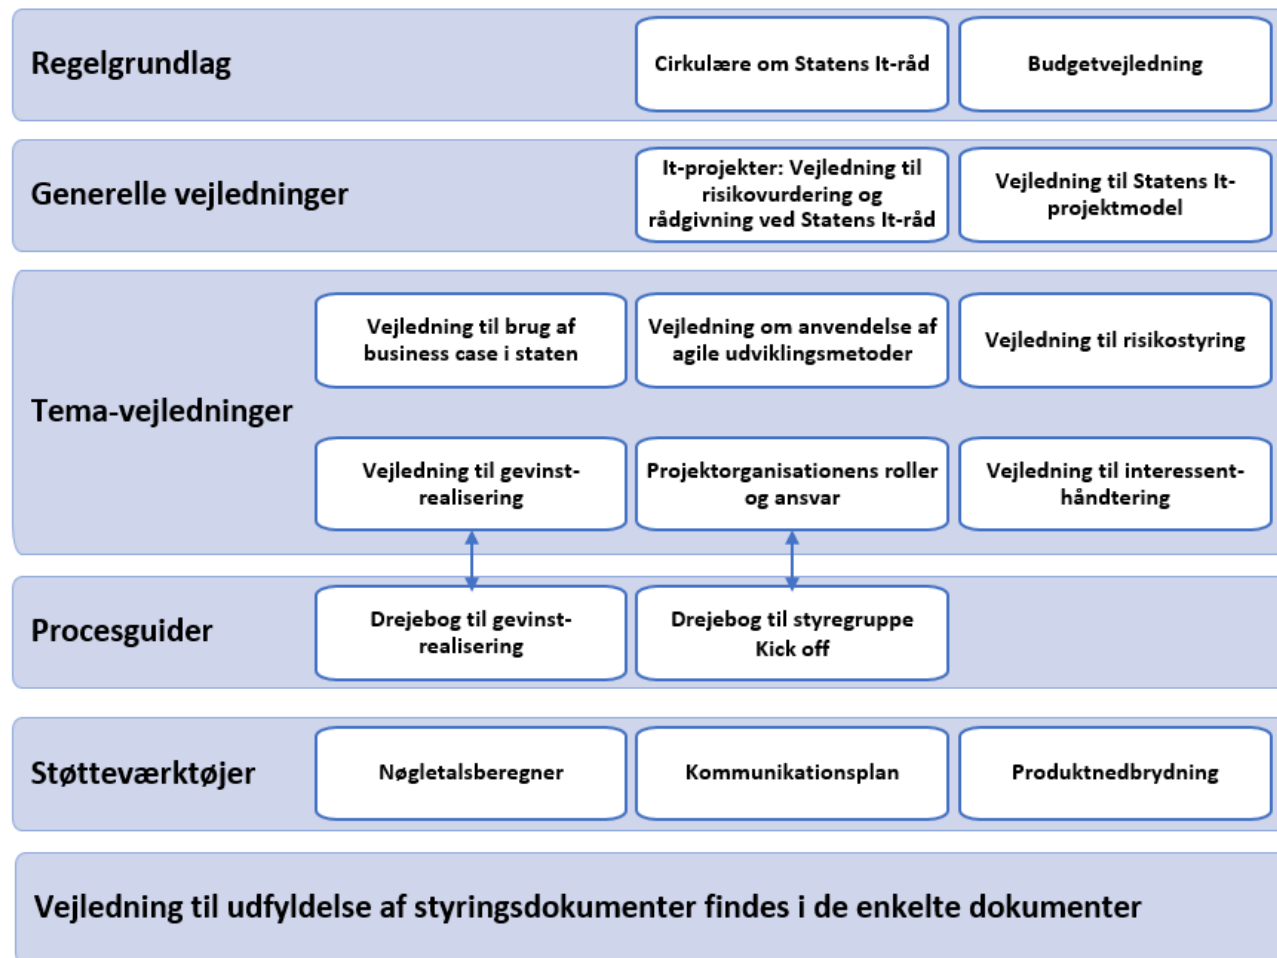 Regelgrundlag
Cirkulære om Statens It-råd
Budgetvejledning
Generelle vejledninger
It-projekter: Vejledning til
risikovurdering og
rådgivning ved Statens It-råd
Vejledning til Statens It-
projektmodel
Tema-vejledninger
Vejledning til brug af
business case i staten
Vejledning om anvendelse af
agile udviklingsmetoder
Vejledning til risikostyring
Vejledning til gevinst-
realisering
Projektorganisationens roller
og ansvar
Vejledning til interessent-
håndtering
Procesguider
Drejebog til gevinst-
realisering
Drejebog til styregruppe
Kick off
Støtteværktøjer
Nøgletalsberegner
Kommunikationsplan
Produktnedbrydning
Vejledning til udfyldelse af styringsdokumenter findes i de enkelte dokumenter